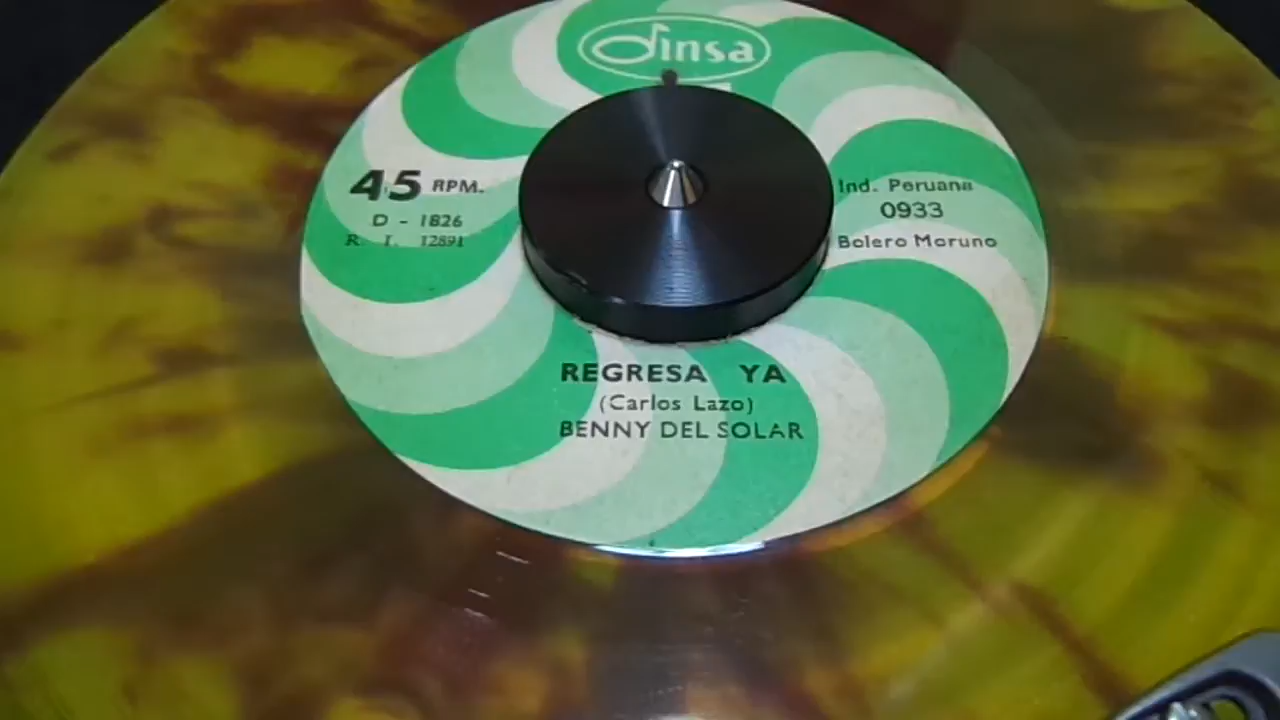 Dinsa
45 RPM.
D - 1826
R. I. 12891
Ind. Peruana
0933
Bolero Moruno
REGRESA YA
(Carlos Lazo)
BENNY DEL SOLAR